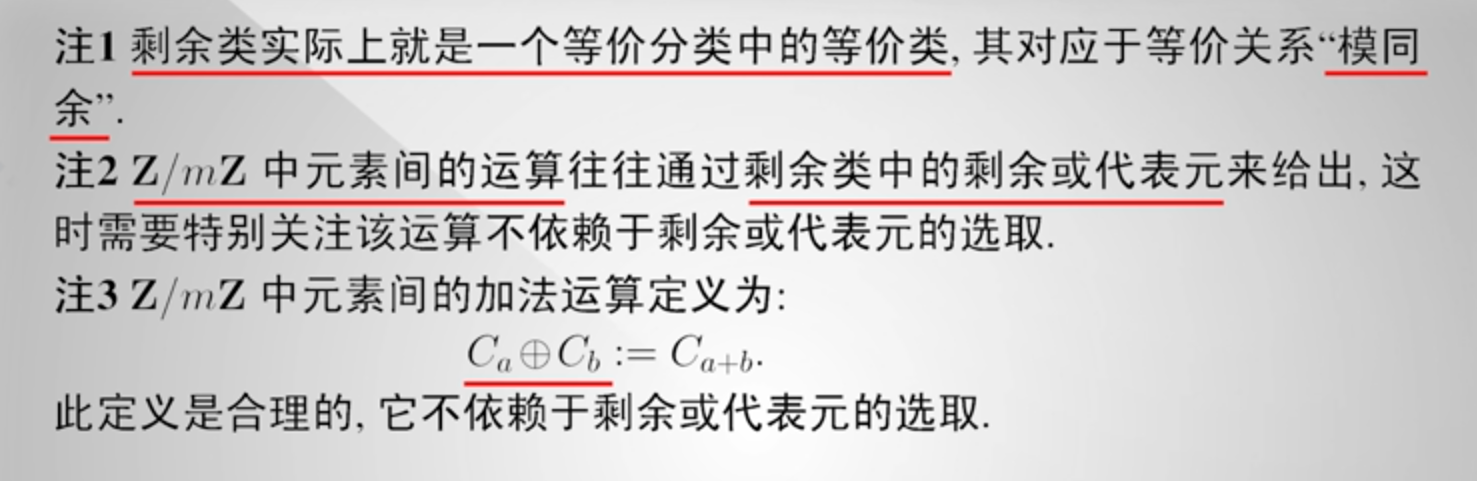 注1 剩余类实际上就是一个等价分类中的等价类, 其对应于等价关系“模同
余”.
注2 Z/mZ 中元素间的运算往往通过剩余类中的剩余或代表元来给出, 这
时需要特别关注该运算不依赖于剩余或代表元的选取.
注3 Z/mZ 中元素间的加法运算定义为:
C_a ⊕ C_b := C_{a+b}.
此定义是合理的, 它不依赖于剩余或代表元的选取.